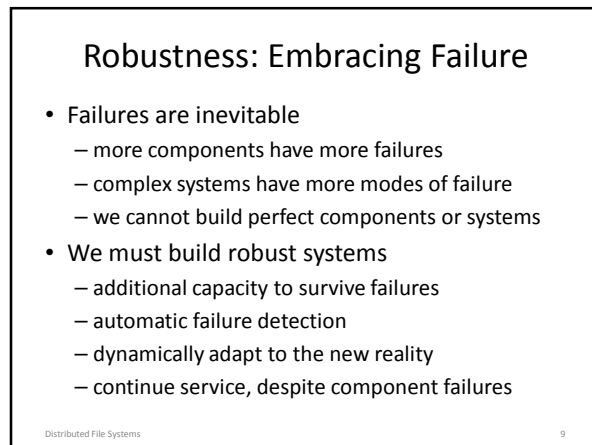 Robustness: Embracing Failure
• Failures are inevitable
– more components have more failures
– complex systems have more modes of failure
– we cannot build perfect components or systems
• We must build robust systems
– additional capacity to survive failures
– automatic failure detection
– dynamically adapt to the new reality
– continue service, despite component failures
Distributed File Systems 9